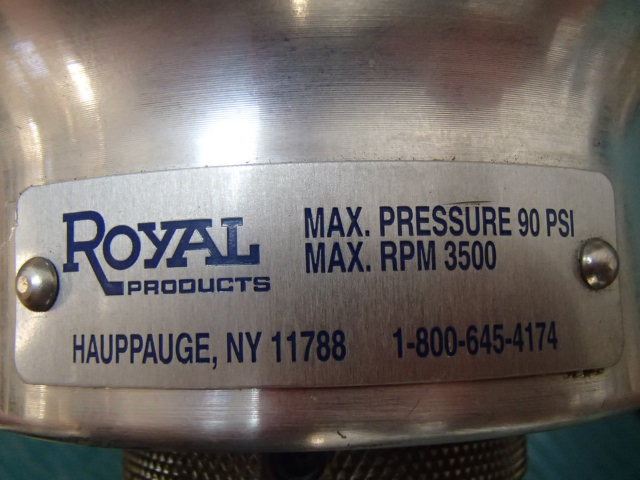 ROYAL
PRODUCTS
MAX. PRESSURE 90 PSI
MAX. RPM 3500
HAUPPAUGE, NY 11788 1-800-645-4174